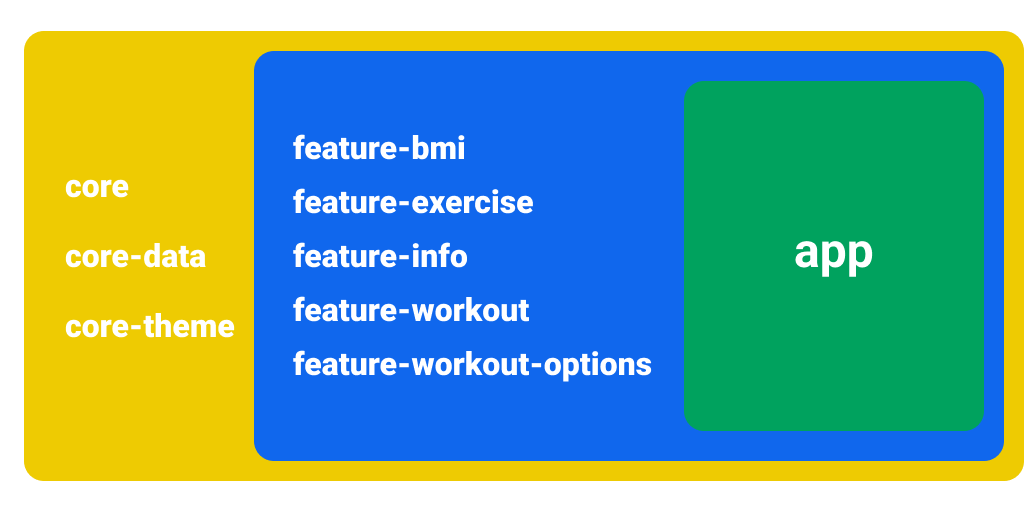 core
core-data
core-theme
feature-bmi
feature-exercise
feature-info
feature-workout
feature-workout-options
app